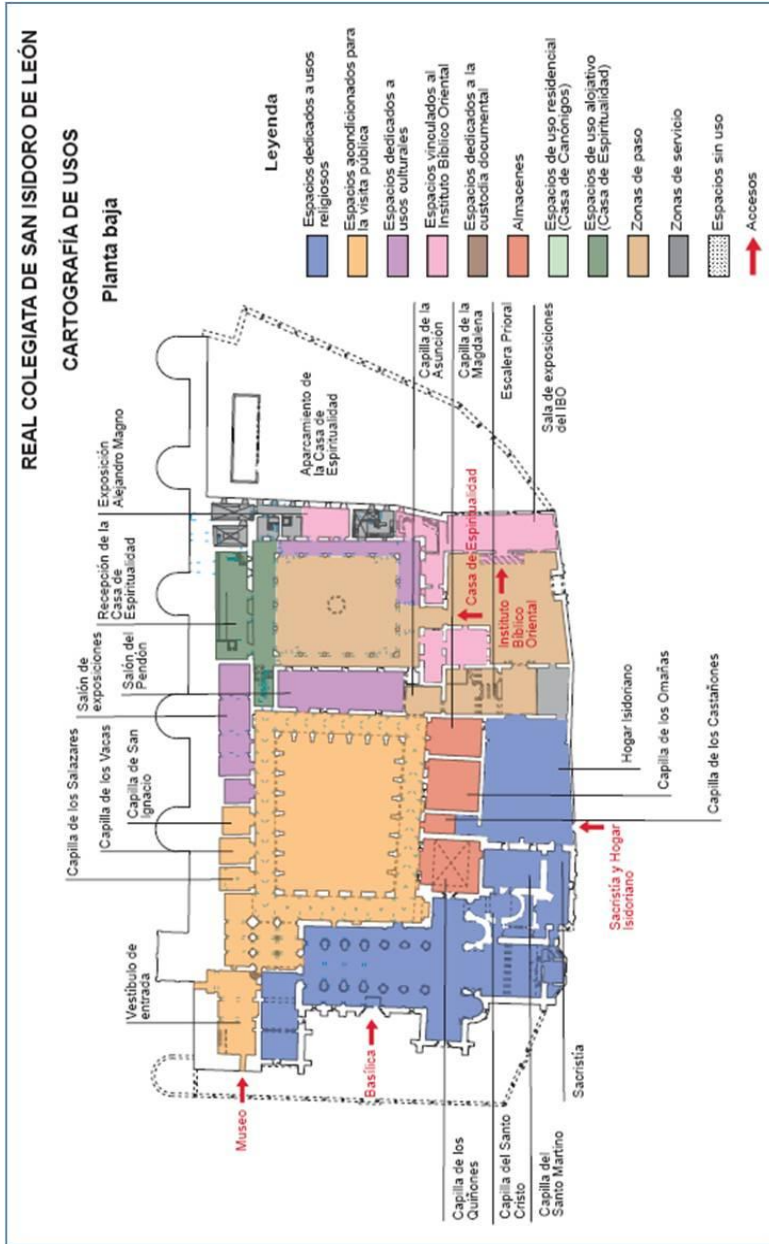 REAL COLEGIATA DE SAN ISIDORO DE LEÓN
CARTOGRAFÍA DE USOS
Planta baja
Capilla de los Salazares
Capilla de los Vacas
Capilla de San
Ignacio
Salón de
exposiciones
Salón del
Pendón
Recepción de la
Casa de
Espiritualidad
Exposición
Alejandro Magno
Vestíbulo de
entrada
Aparcamiento de
la Casa de
Espiritualidad
Museo
Basílica
Capilla de la
Asunción
Capilla de la
Magdalena
Escalera Prioral
Sala de exposiciones
del IBO
Casa de Espiritualidad
Instituto
Bíblico
Oriental
Sacristía y Hogar
Isidoriano
Capilla de los
Quiñones
Capilla del Santo
Cristo
Capilla del
Santo Martino
Sacristía
Capilla de los Castañones
Capilla de los Omañas
Hogar Isidoriano
Leyenda
Espacios dedicados a usos
religiosos
Espacios acondicionados para
la visita pública
Espacios dedicados a
usos culturales
Espacios vinculados al
Instituto Bíblico Oriental
Espacios dedicados a la
custodia documental
Almacenes
Espacios de uso residencial
(Casa de Canónigos)
Espacios de uso alojativo
(Casa de Espiritualidad)
Zonas de paso
Zonas de servicio
Espacios sin uso
Accesos